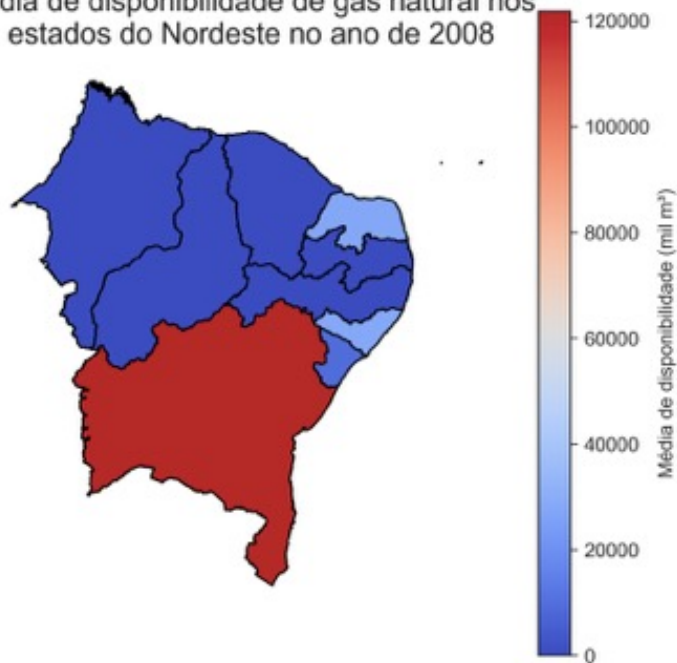 dia de disponibilidade de gás natural nos
estados do Nordeste no ano de 2008
120000
100000
80000
60000
40000
20000
0
Média de disponibilidade (mil m³)